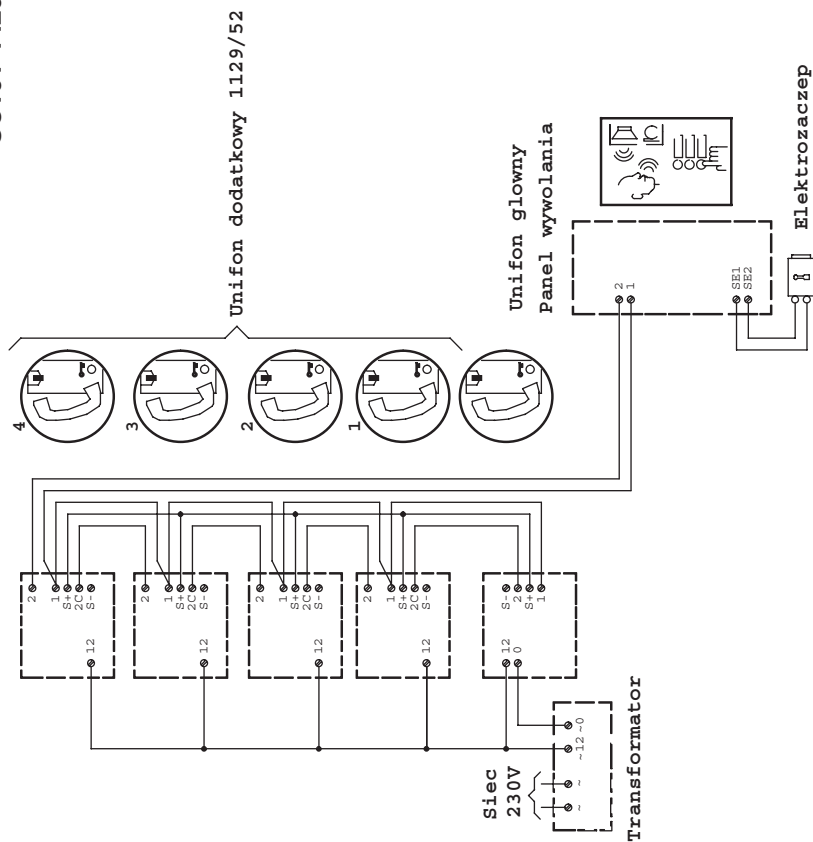 4
3
2
1
Unifon dodatkowy 1129/52
Unifon glowny
Panel wywolania
2
1
SE1
SE2
Elektrozaczep
2
1
S+
2C
S-
12
2
1
S+
2C
S-
12
2
1
S+
2C
S-
12
2
1
S+
2C
S-
12
S-
2
S+
1
12
0
Siec
230V
~
~
~12
~0
Transformator